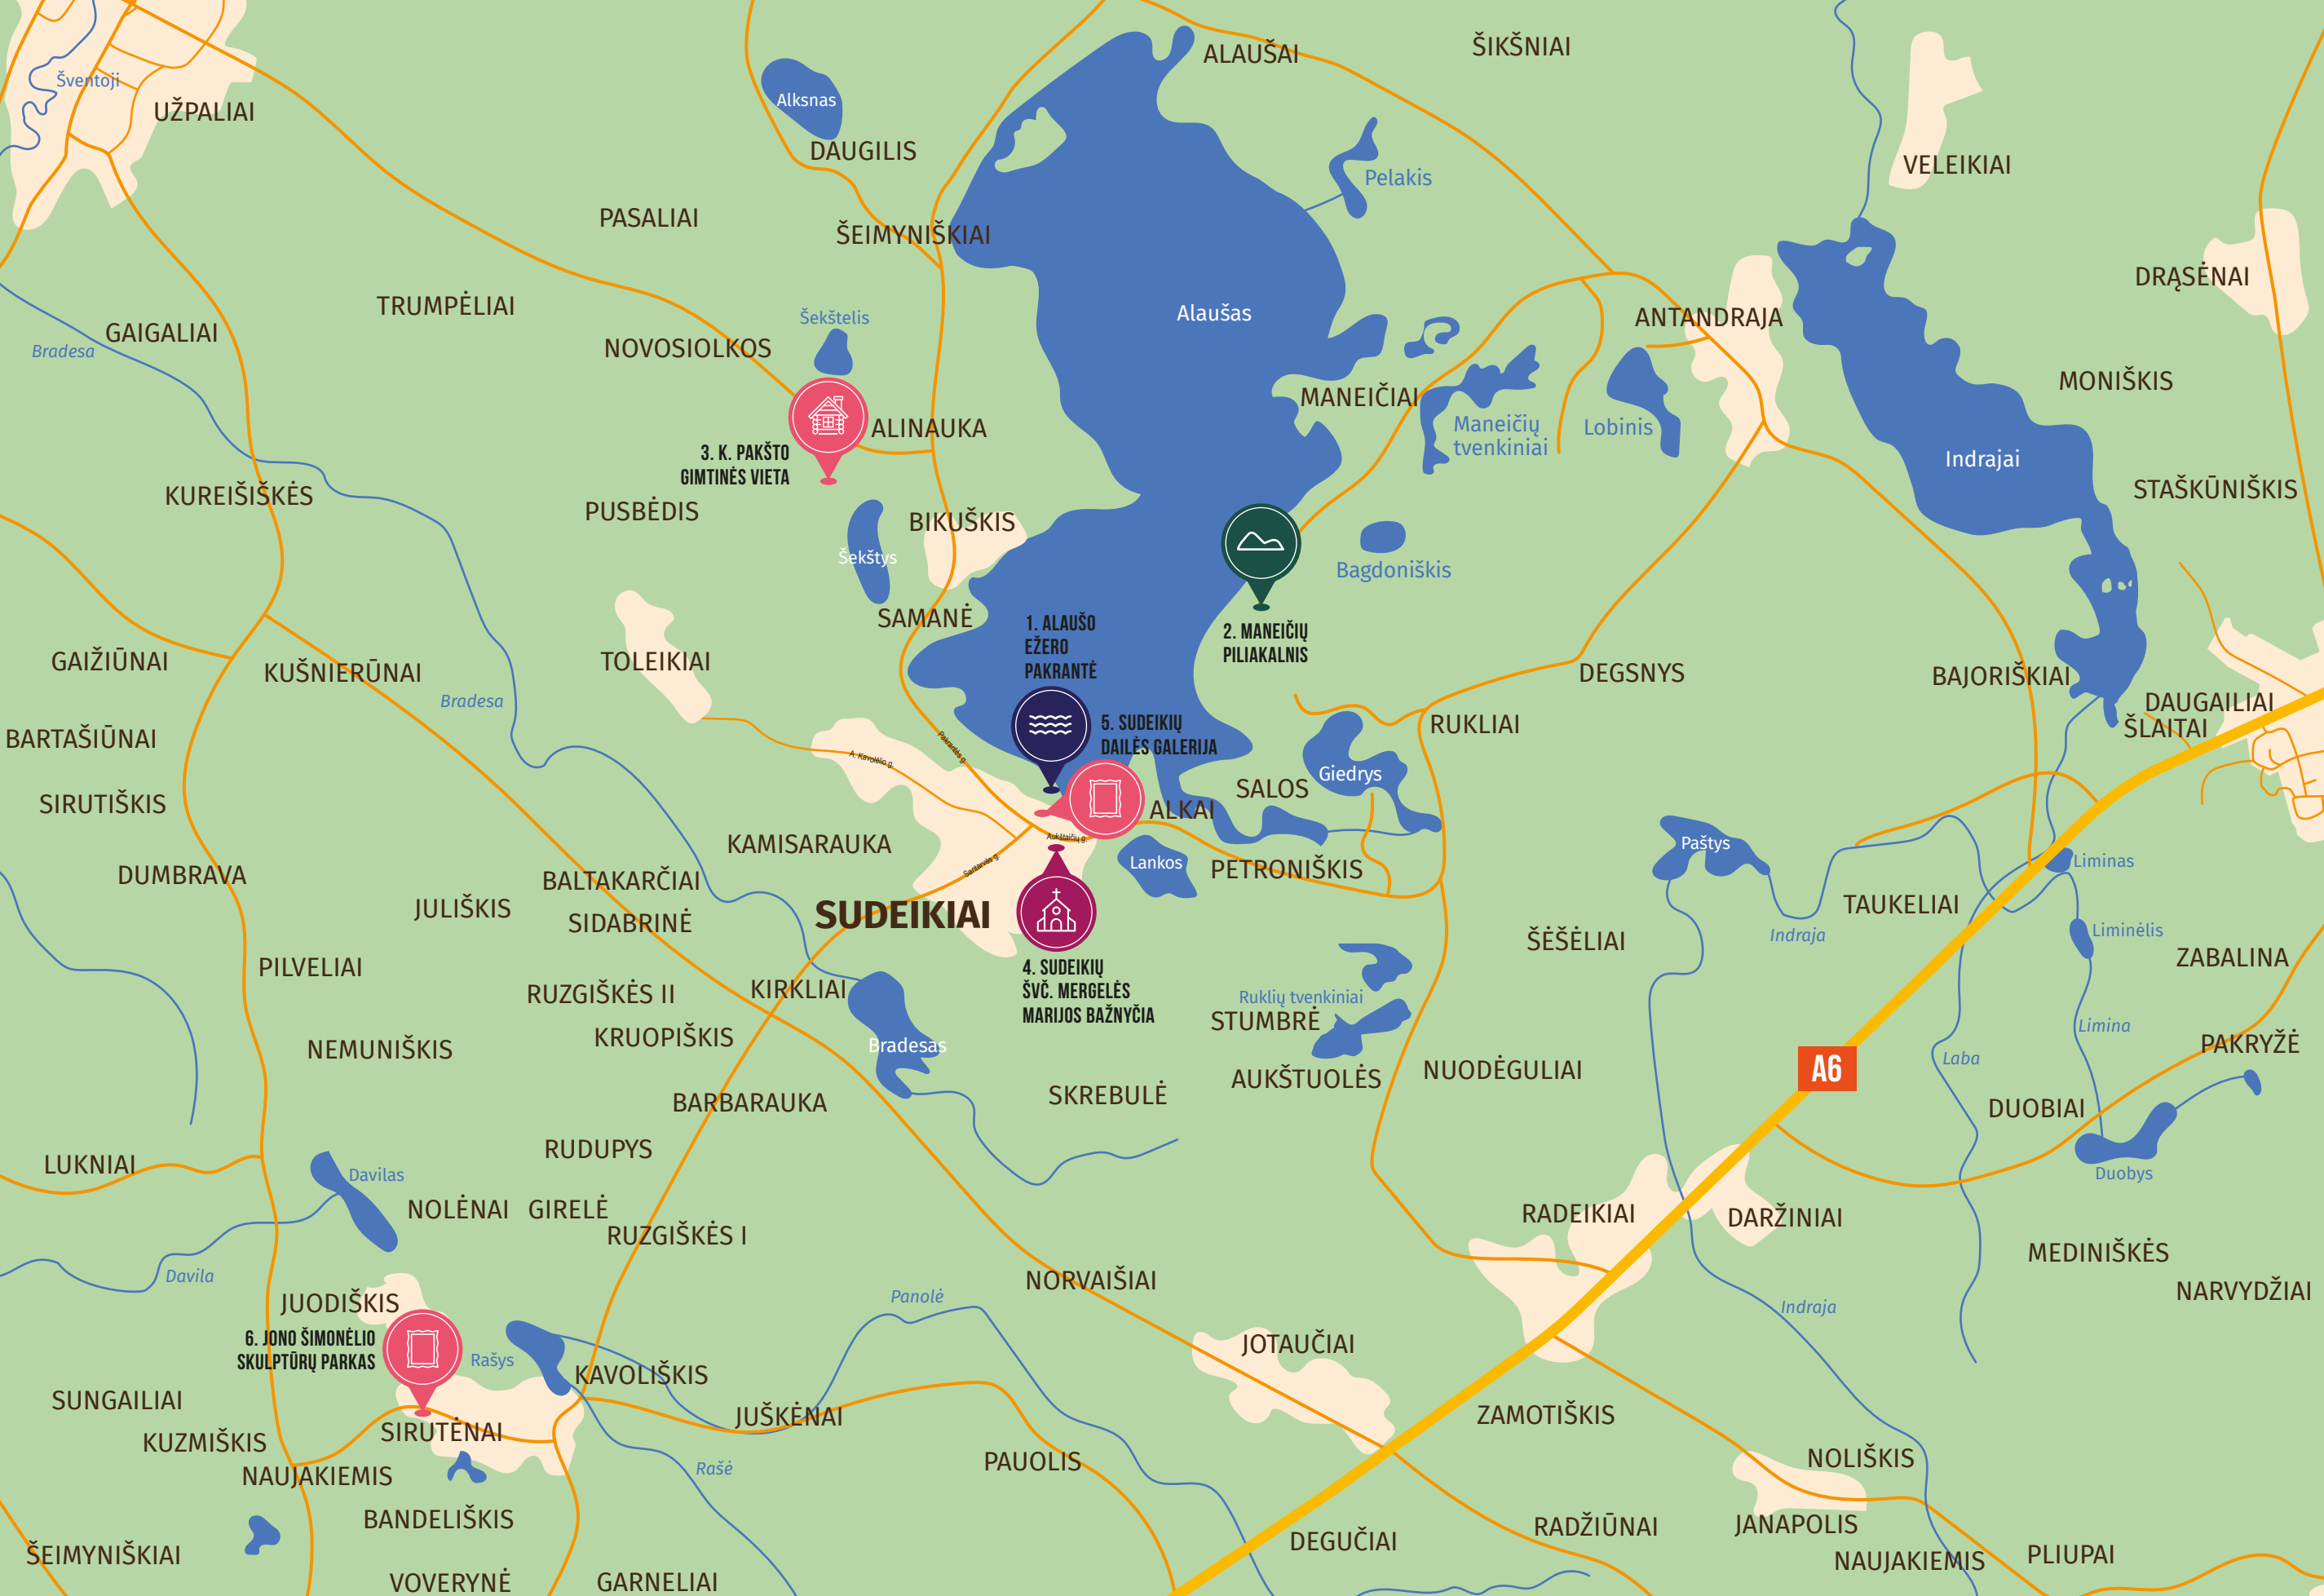 ALAUŠAI
ŠIKŠNIAI
Šventoji
UŽPALIAI
Alksnas
DAUGILIS
VELEIKIAI
Pelakis
PASALIAI
ŠEIMYNIŠKIAI
DRĄSĖNAI
TRUMPĖLIAI
Alaušas
Šekštelis
ANTANDRAJA
GAIGALIAI
Bradesa
NOVOSIOLKOS
MONIŠKIS
MANEIČIAI
ALINAUKA
Maneičių
tvenkiniai
Lobinis
3. K. PAKŠTO
GIMTINĖS VIETA
Indrajai
KUREIŠIŠKĖS
STAŠKŪNIŠKIS
PUSBĖDIS
BIKUŠKIS
Šekštys
Bagdoniškis
SAMANĖ
1. ALAUŠO
EŽERO
PAKRANTĖ
2. MANEIČIŲ
PILIAKALNIS
GAIŽIŪNAI
KUŠNIERŪNAI
TOLEIKIAI
DEGSNYS
BAJORIŠKIAI
Bradesa
DAUGAILIAI
ŠLAITAI
5. SUDEIKIŲ
DAILĖS GALERIJA
RUKLIAI
BARTAŠIŪNAI
Pakrantės g.
A. Kavolėlio g.
Giedrys
SALOS
SIRUTIŠKIS
ALKAI
Aukštaičių g.
KAMISARAUKA
Paštys
Lankos
PETRONIŠKIS
Santarvės g.
Liminas
DUMBRAVA
BALTAKARČIAI
JULIŠKIS
SIDABRINĖ
SUDEIKIAI
TAUKELIAI
Liminėlis
Indraja
ŠĖŠĖLIAI
ZABALINA
PILVELIAI
4. SUDEIKIŲ
ŠVČ. MERGELĖS
MARIJOS BAŽNYČIA
RUZGIŠKĖS II
KIRKLIAI
Ruklių tvenkiniai
STUMBRĖ
KRUOPIŠKIS
Limina
PAKRYŽĖ
NEMUNIŠKIS
Bradesas
Laba
A6
AUKŠTUOLĖS
NUODĖGULIAI
SKREBULĖ
BARBARAUKA
DUOBIAI
RUDUPYS
LUKNIAI
Davilas
Duobys
NOLĖNAI
GIRELĖ
RADEIKIAI
DARŽINIAI
RUZGIŠKĖS I
MEDINIŠKĖS
Davila
NORVAIŠIAI
NARVYDŽIAI
JUODIŠKIS
Panolė
Indraja
6. JONO ŠIMONĖLIO
SKULPTŪRŲ PARKAS
JOTAUČIAI
Rašys
KAVOLIŠKIS
SUNGAILIAI
JUŠKĖNAI
ZAMOTIŠKIS
SIRUTĖNAI
KUZMIŠKIS
PAUOLIS
NOLIŠKIS
Rašė
NAUJAKIEMIS
BANDELIŠKIS
JANAPOLIS
RADŽIŪNAI
DEGUČIAI
ŠEIMYNIŠKIAI
NAUJAKIEMIS
PLIUPAI
VOVERYNĖ
GARNELIAI